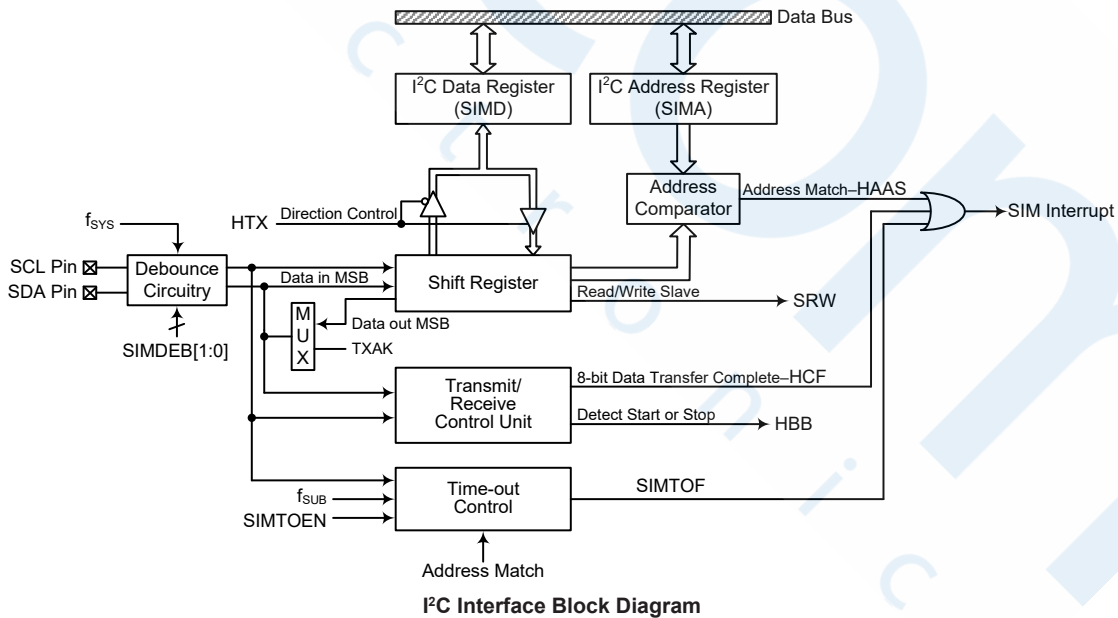 Data Bus
I²C Data Register
(SIMD)
I²C Address Register
(SIMA)
Address
Comparator
Address Match–HAAS
SIM Interrupt
HTX
Direction Control
fSYS
SCL Pin
SDA Pin
Debounce
Circuitry
SIMDEB[1:0]
Data in MSB
Shift Register
Read/Write Slave
SRW
M
U
X
Data out MSB
TXAK
Transmit/
Receive
Control Unit
8-bit Data Transfer Complete–HCF
Detect Start or Stop
HBB
fSUB
SIMTOEN
Time-out
Control
SIMTOF
Address Match
I²C Interface Block Diagram